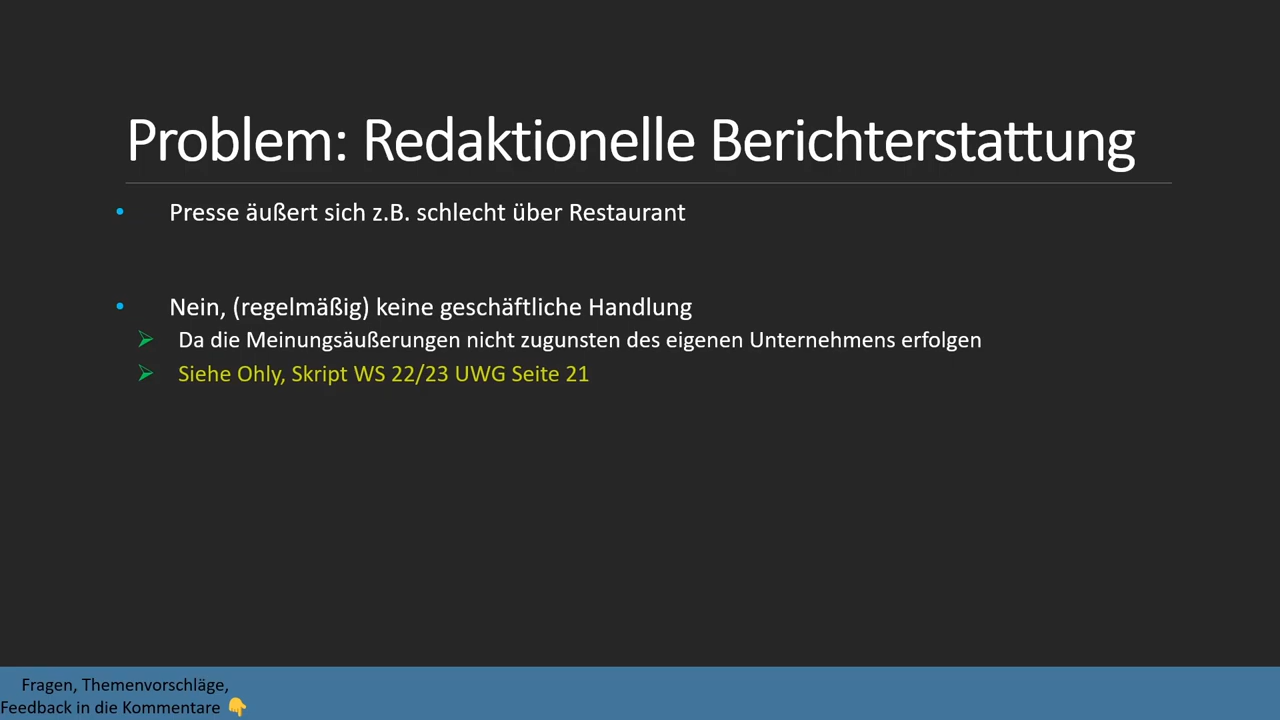 Problem: Redaktionelle Berichterstattung
• Presse äußert sich z.B. schlecht über Restaurant
• Nein, (regelmäßig) keine geschäftliche Handlung
➢ Da die Meinungsäußerungen nicht zugunsten des eigenen Unternehmens erfolgen
➢ Siehe Ohly, Skript WS 22/23 UWG Seite 21
Fragen, Themenvorschläge,
Feedback in die Kommentare 👇